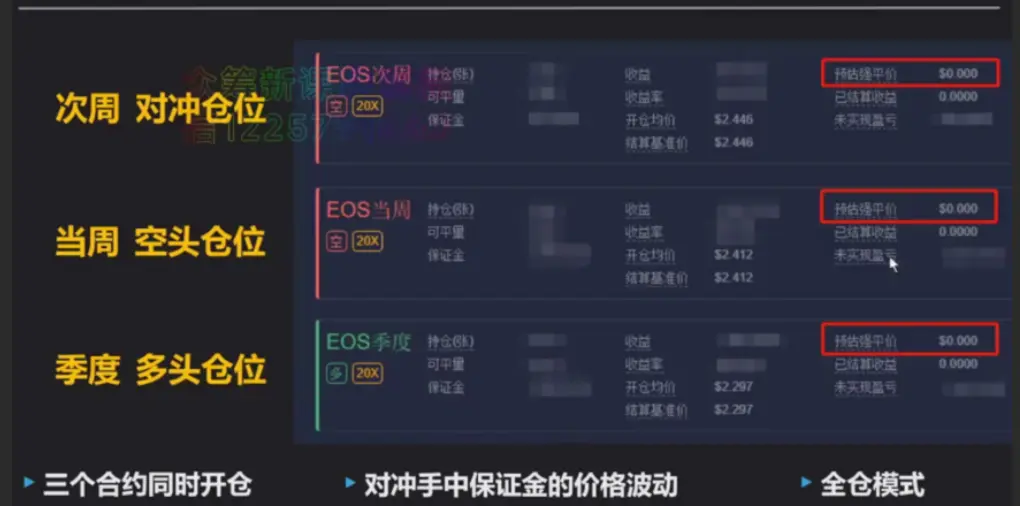 次周 对冲仓位
EOS次周
空 20X
持仓(张)
可平量
保证金
收益
收益率
开仓均价 $2.446
结算基准价 $2.446
预估强平价 $0.000
已结算收益 0.0000
未实现盈亏
当周 空头仓位
EOS当周
空 20X
持仓(张)
可平量
保证金
收益
收益率
开仓均价 $2.412
结算基准价 $2.412
预估强平价 $0.000
已结算收益 0.0000
未实现盈亏
季度 多头仓位
EOS季度
多 20X
持仓(张)
可平量
保证金
收益
收益率
开仓均价 $2.297
结算基准价 $2.297
预估强平价 $0.000
已结算收益 0.0000
未实现盈亏
三个合约同时开仓 对冲手中保证金的价格波动 全仓模式